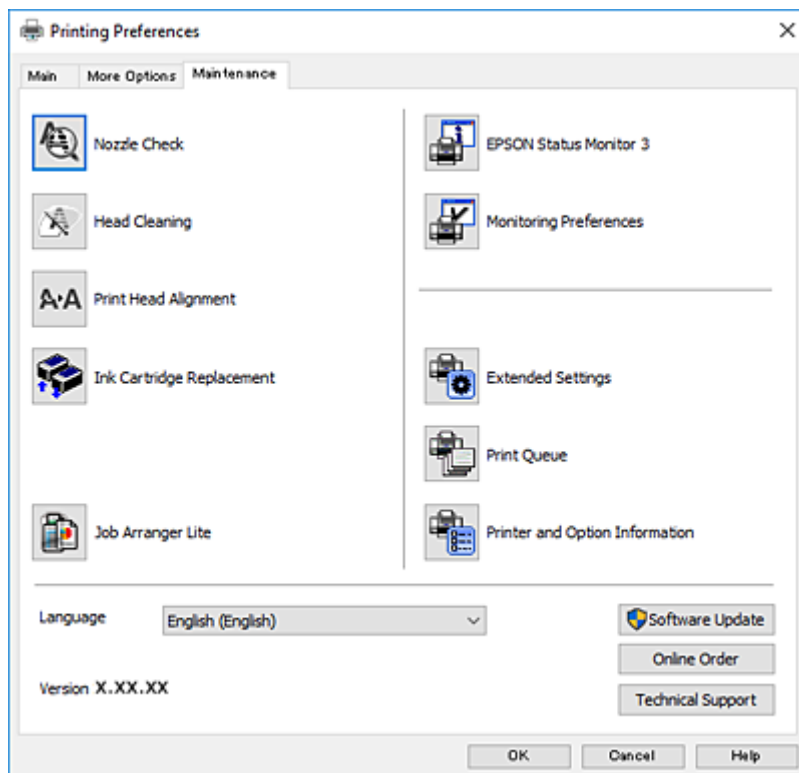 Printing Preferences
Main
More Options
Maintenance
Nozzle Check
Head Cleaning
A·A Print Head Alignment
Ink Cartridge Replacement
Job Arranger Lite
EPSON Status Monitor 3
Monitoring Preferences
Extended Settings
Print Queue
Printer and Option Information
Language
English (English)
Software Update
Online Order
Version X.XX.XX
Technical Support
OK
Cancel
Help